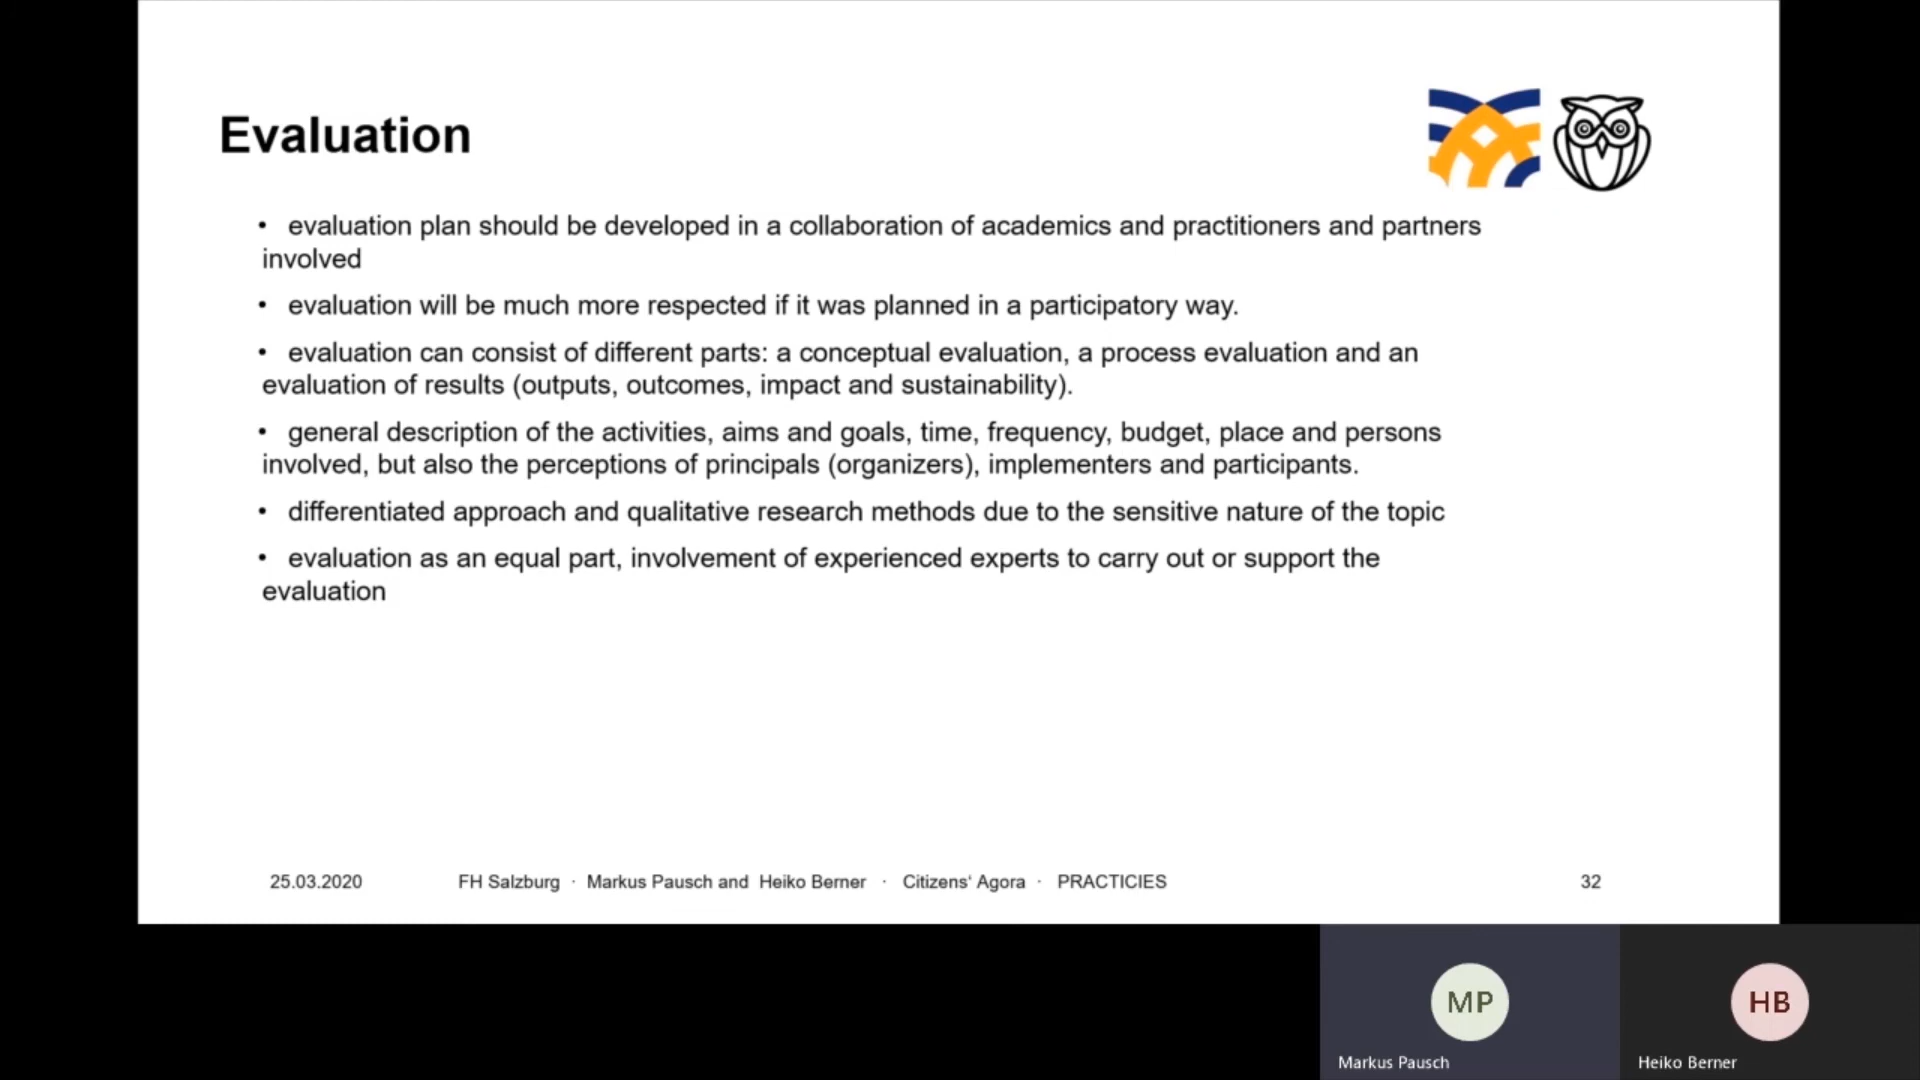 Evaluation
• evaluation plan should be developed in a collaboration of academics and practitioners and partners
involved
• evaluation will be much more respected if it was planned in a participatory way.
• evaluation can consist of different parts: a conceptual evaluation, a process evaluation and an
evaluation of results (outputs, outcomes, impact and sustainability).
• general description of the activities, aims and goals, time, frequency, budget, place and persons
involved, but also the perceptions of principals (organizers), implementers and participants.
• differentiated approach and qualitative research methods due to the sensitive nature of the topic
• evaluation as an equal part, involvement of experienced experts to carry out or support the
evaluation
25.03.2020 FH Salzburg · Markus Pausch and Heiko Berner · Citizens‘ Agora · PRACTICIES 32
MP HB
Markus Pausch Heiko Berner